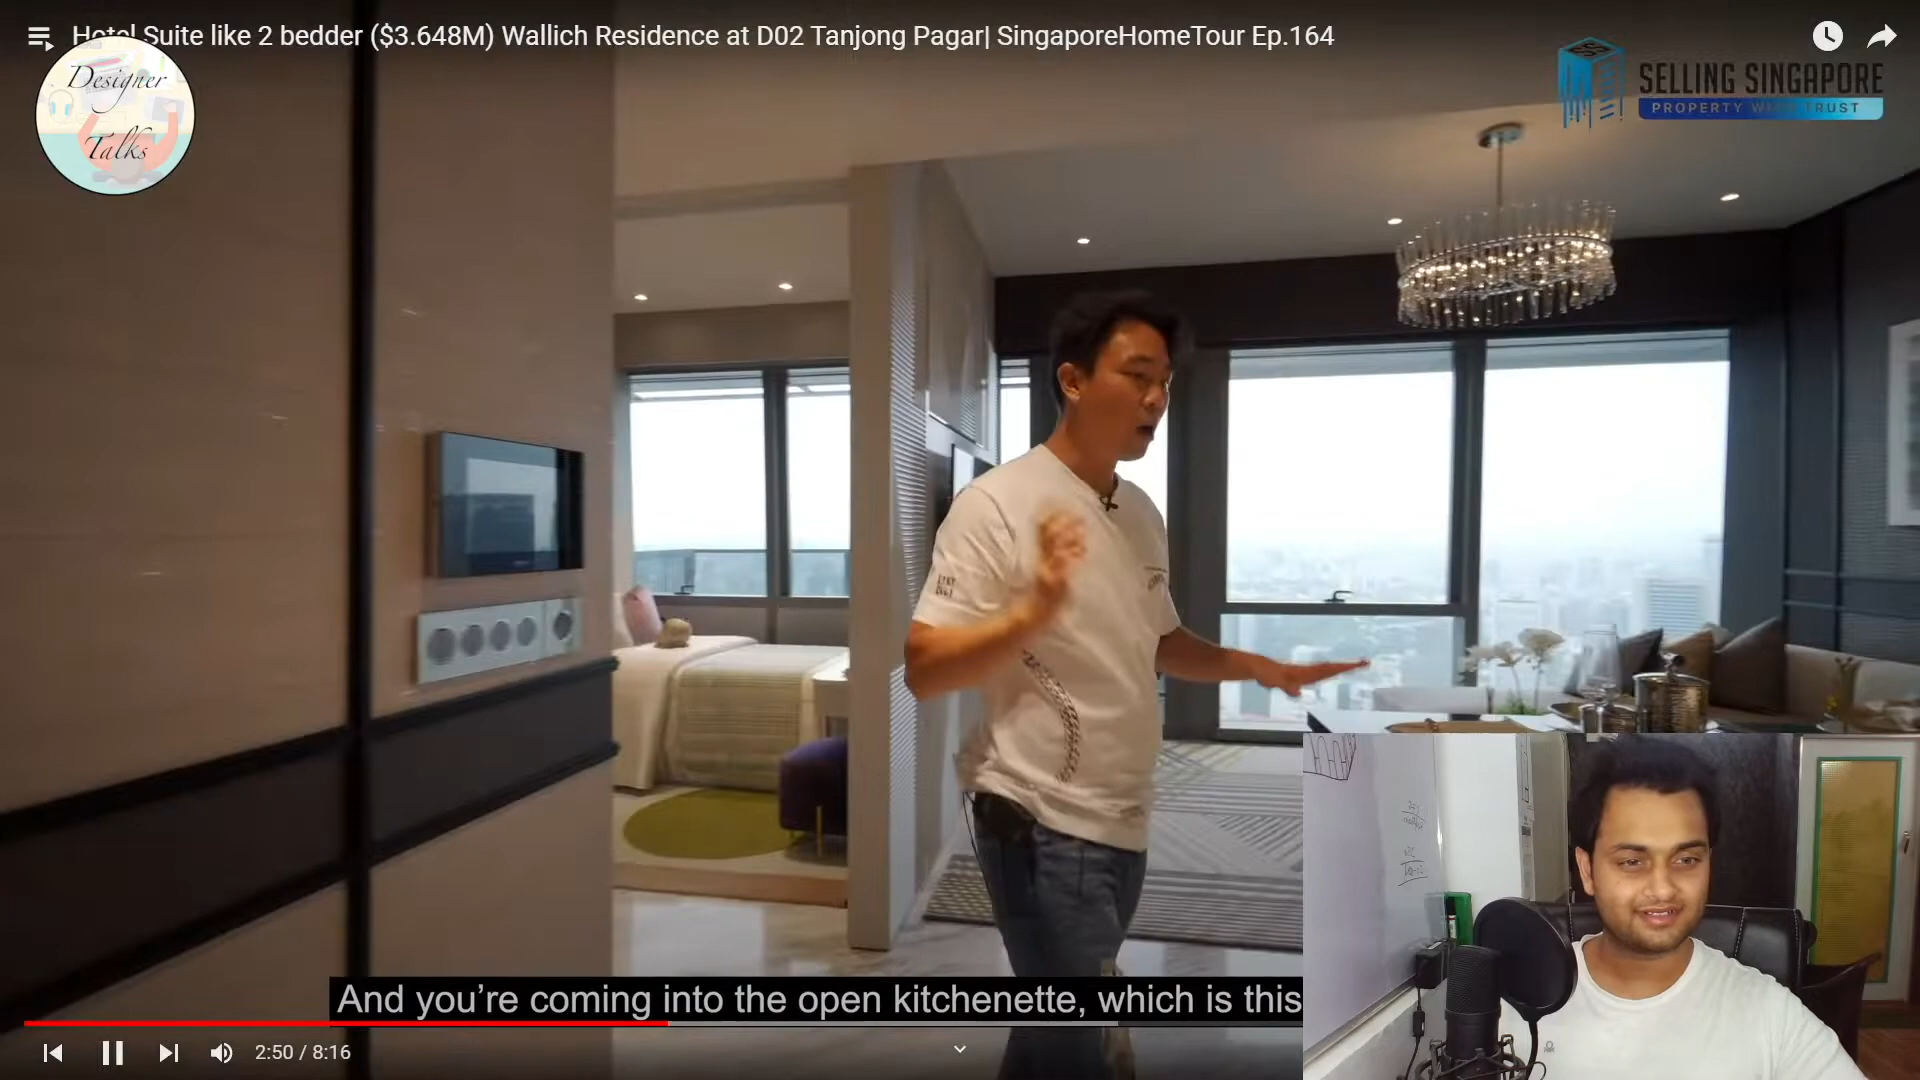 Hotel Suite like 2 bedder ($3.648M) Wallich Residence at D02 Tanjong Pagar| SingaporeHomeTour Ep.164
Designer
Talks
SELLING SINGAPORE
PROPERTY WITH TRUST
And you're coming into the open kitchenette, which is this
2:50 / 8:16